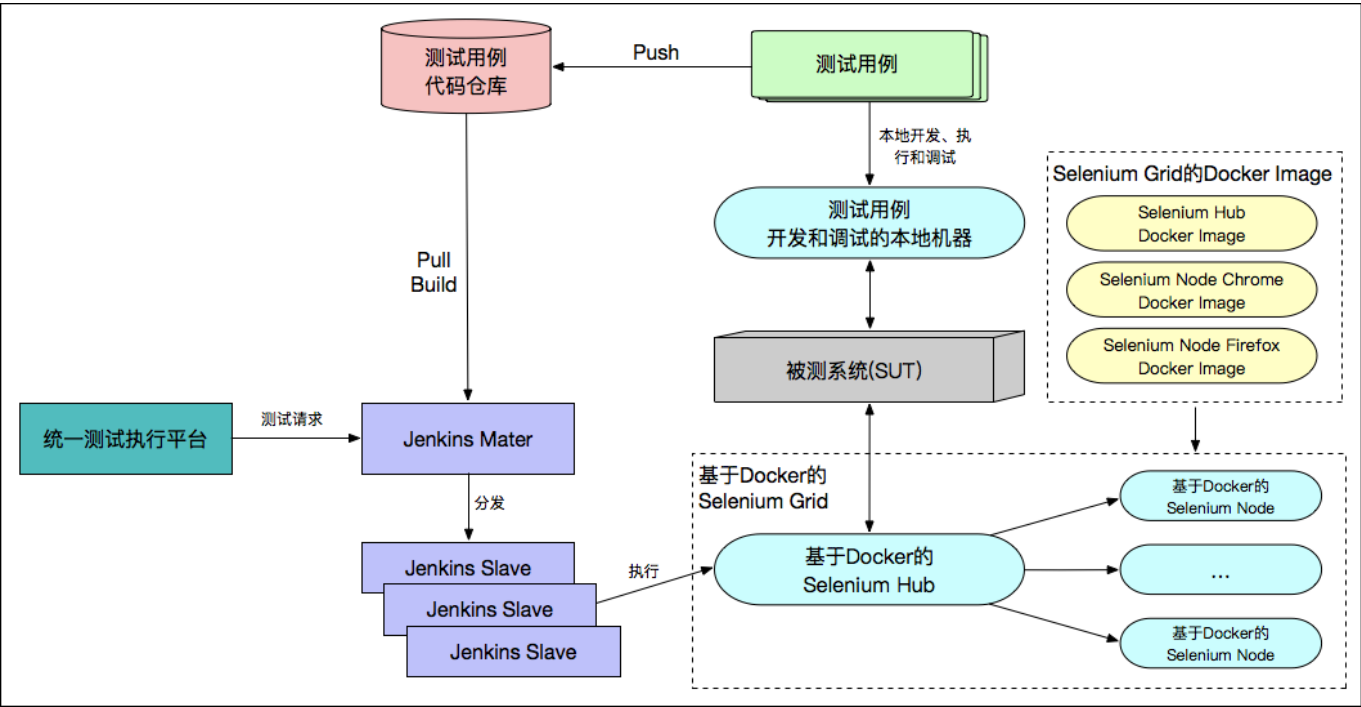 测试用例
代码仓库
Push
测试用例
本地开发、执
行和调试
Selenium Grid的Docker Image
Selenium Hub
Docker Image
Selenium Node Chrome
Docker Image
Selenium Node Firefox
Docker Image
测试用例
开发和调试的本地机器
Pull
Build
被测系统(SUT)
统一测试执行平台
测试请求
Jenkins Mater
分发
Jenkins Slave
Jenkins Slave
Jenkins Slave
执行
基于Docker的
Selenium Grid
基于Docker的
Selenium Hub
基于Docker的
Selenium Node
...
基于Docker的
Selenium Node